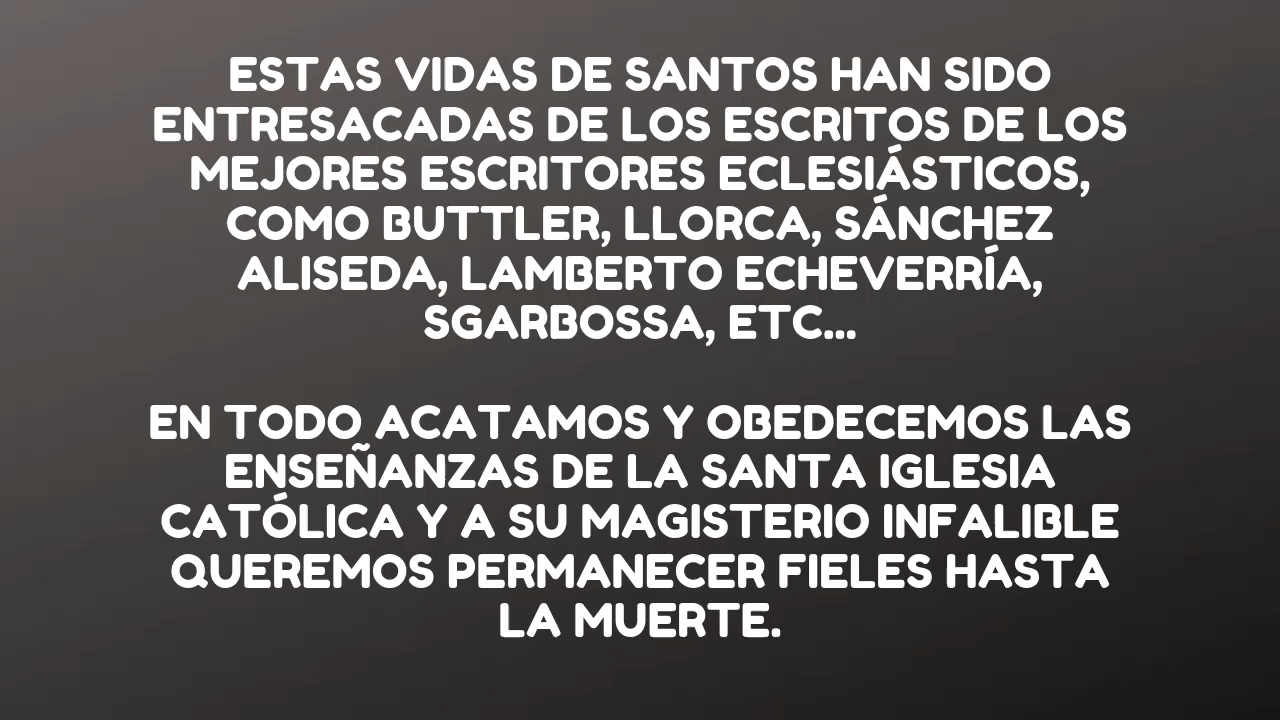 ESTAS VIDAS DE SANTOS HAN SIDO
ENTRESACADAS DE LOS ESCRITOS DE LOS
MEJORES ESCRITORES ECLESIÁSTICOS,
COMO BUTTLER, LLORCA, SÁNCHEZ
ALISEDA, LAMBERTO ECHEVERRÍA,
SGARBOSSA, ETC...
EN TODO ACATAMOS Y OBEDECEMOS LAS
ENSEÑANZAS DE LA SANTA IGLESIA
CATÓLICA Y A SU MAGISTERIO INFALIBLE
QUEREMOS PERMANECER FIELES HASTA
LA MUERTE.